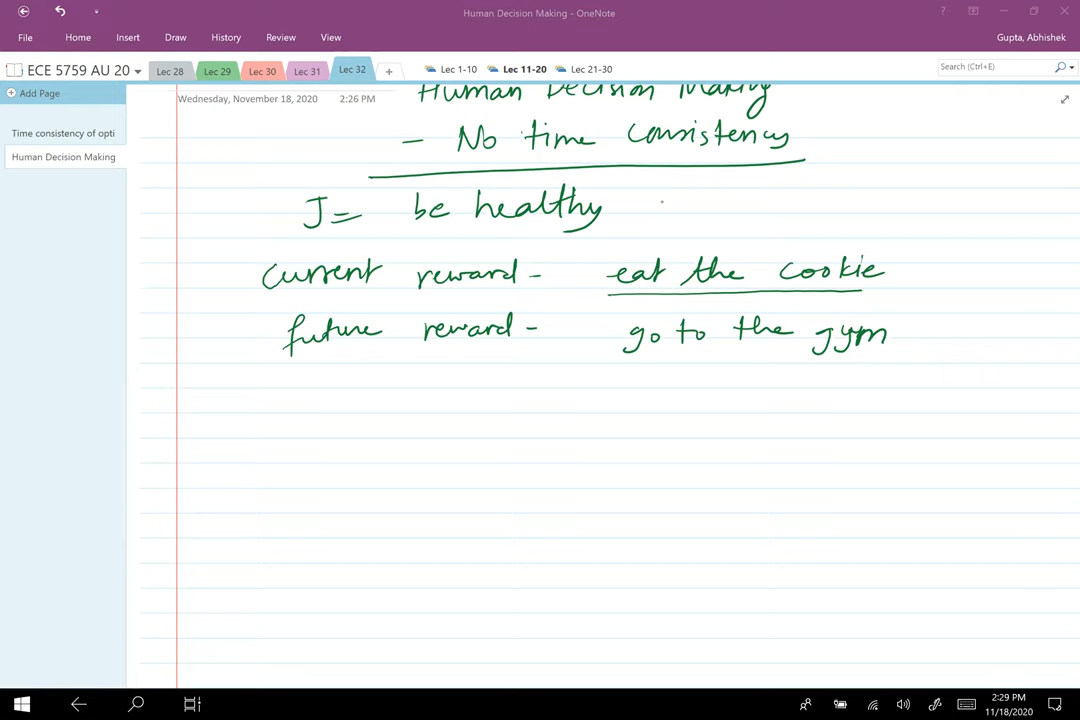 Human Decision Making - OneNote
?
File Home Insert Draw History Review View
Gupta, Abhishek
ECE 5759 AU 20 Lec 28 Lec 29 Lec 30 Lec 31 Lec 32 + Lec 1-10 Lec 11-20 Lec 21-30 Search (Ctrl+E)
+ Add Page
Wednesday, November 18, 2020 2:26 PM
Human Decision Making
- No time consistency
Time consistency of opti
Human Decision Making
J= be healthy
current reward - eat the cookie
future reward - go to the gym
2:29 PM
11/18/2020